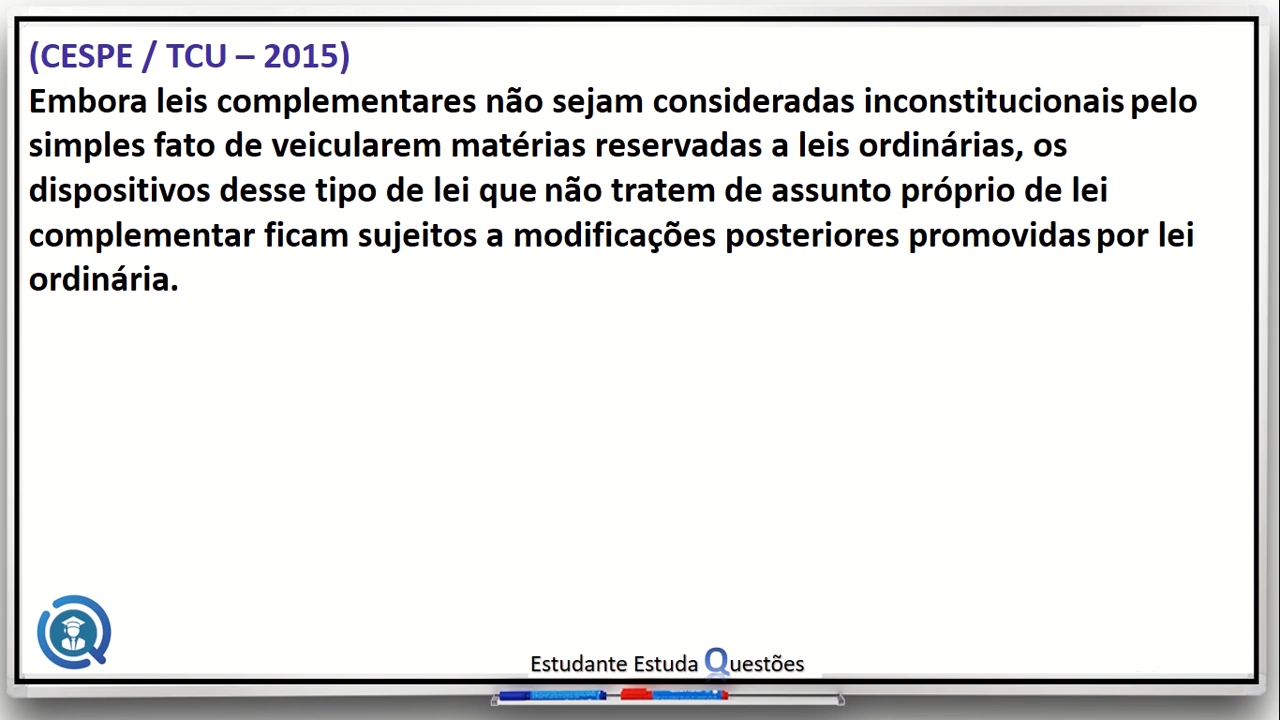 (CESPE / TCU – 2015)
Embora leis complementares não sejam consideradas inconstitucionais pelo
simples fato de veicularem matérias reservadas a leis ordinárias, os
dispositivos desse tipo de lei que não tratem de assunto próprio de lei
complementar ficam sujeitos a modificações posteriores promovidas por lei
ordinária.
Estudante Estuda Questões